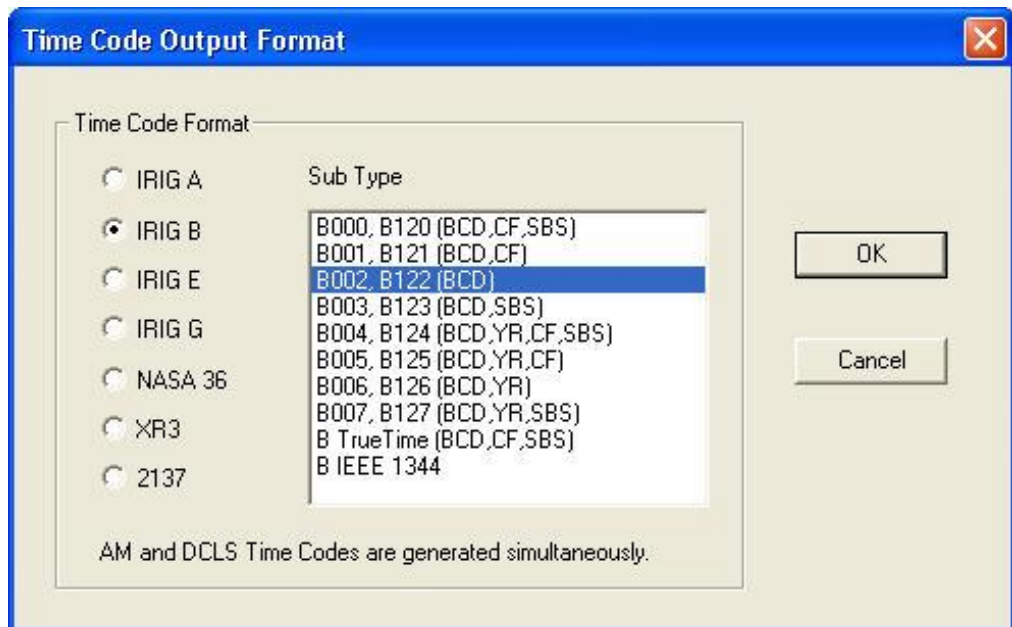 Time Code Output Format
Time Code Format
IRIG A
IRIG B
IRIG E
IRIG G
NASA 36
XR3
2137
Sub Type
B000, B120 (BCD,CF,SBS)
B001, B121 (BCD,CF)
B002, B122 (BCD)
B003, B123 (BCD,SBS)
B004, B124 (BCD,YR,CF,SBS)
B005, B125 (BCD,YR,CF)
B006, B126 (BCD,YR)
B007, B127 (BCD,YR,SBS)
B TrueTime (BCD,CF,SBS)
B IEEE 1344
AM and DCLS Time Codes are generated simultaneously.
OK
Cancel